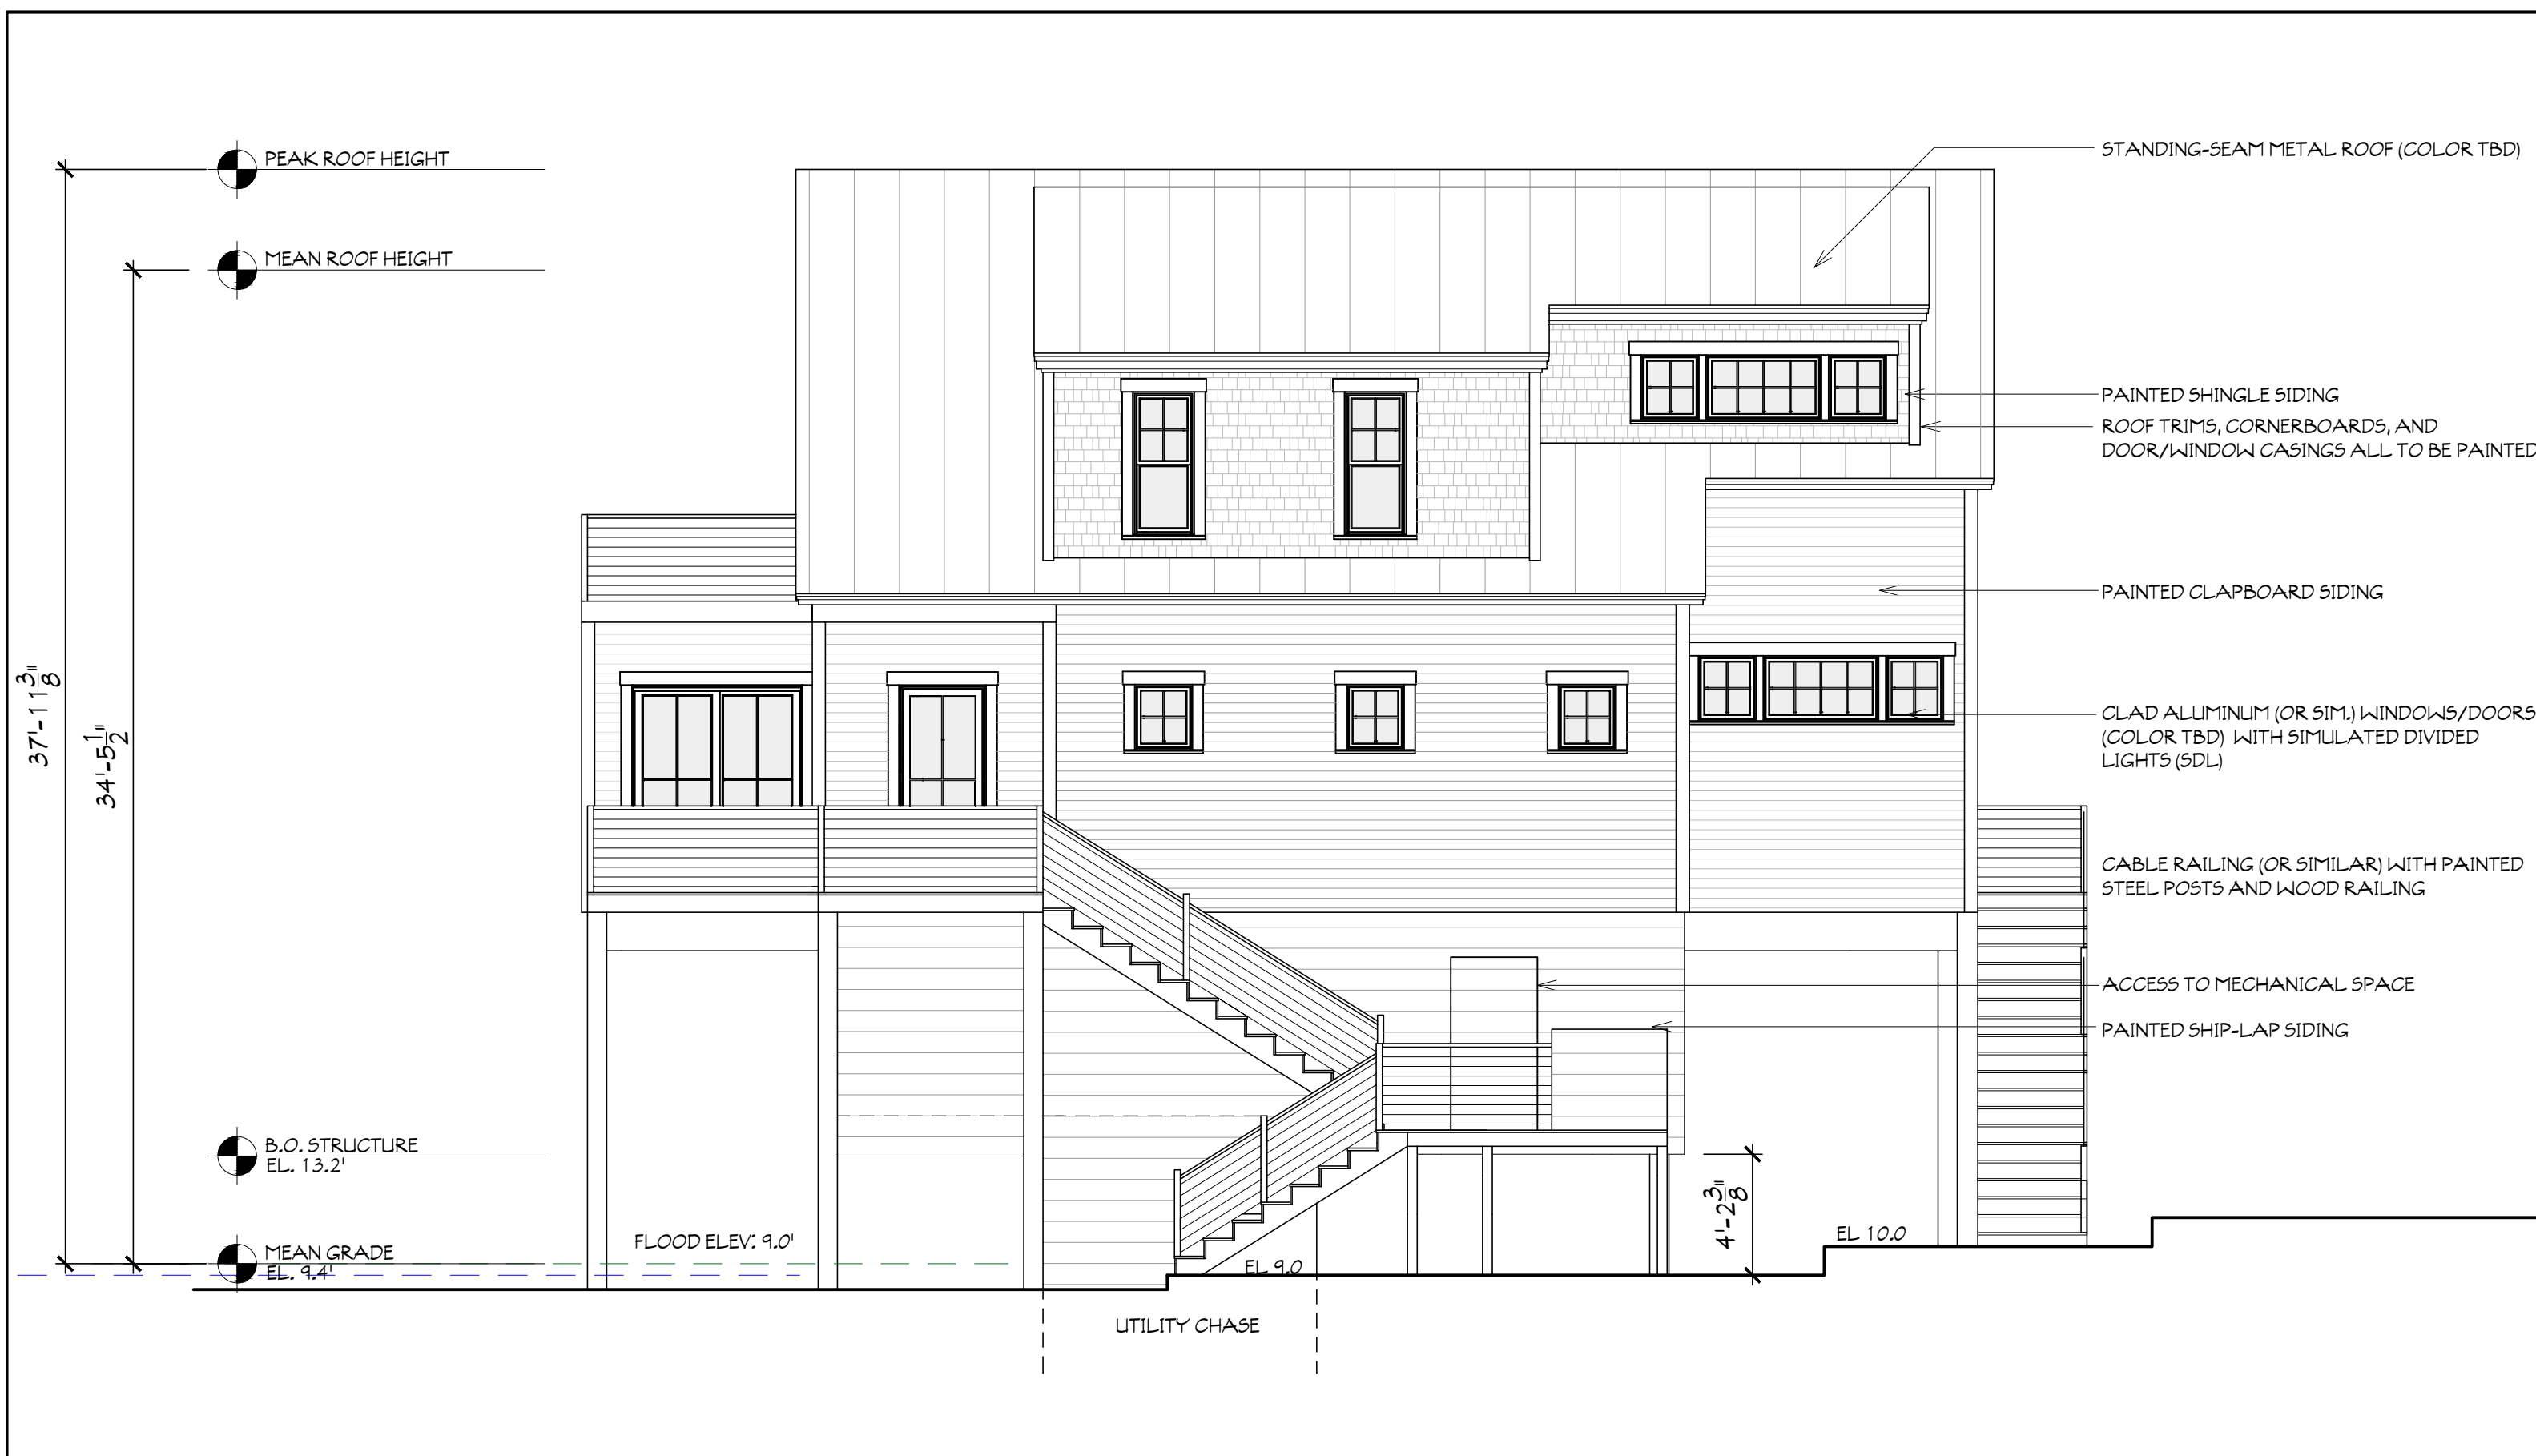 PEAK ROOF HEIGHT
STANDING-SEAM METAL ROOF (COLOR TBD)
MEAN ROOF HEIGHT
PAINTED SHINGLE SIDING
ROOF TRIMS, CORNERBOARDS, AND
DOOR/WINDOW CASINGS ALL TO BE PAINTED
PAINTED CLAPBOARD SIDING
37'-11 3/8"
34'-5 1/2"
CLAD ALUMINUM (OR SIM.) WINDOWS/DOORS
(COLOR TBD) WITH SIMULATED DIVIDED
LIGHTS (SDL)
CABLE RAILING (OR SIMILAR) WITH PAINTED
STEEL POSTS AND WOOD RAILING
ACCESS TO MECHANICAL SPACE
PAINTED SHIP-LAP SIDING
B.O. STRUCTURE
EL. 13.2'
4'-2 3/8"
FLOOD ELEV: 9.0'
EL 10.0
MEAN GRADE
EL. 9.4'
EL 9.0
UTILITY CHASE